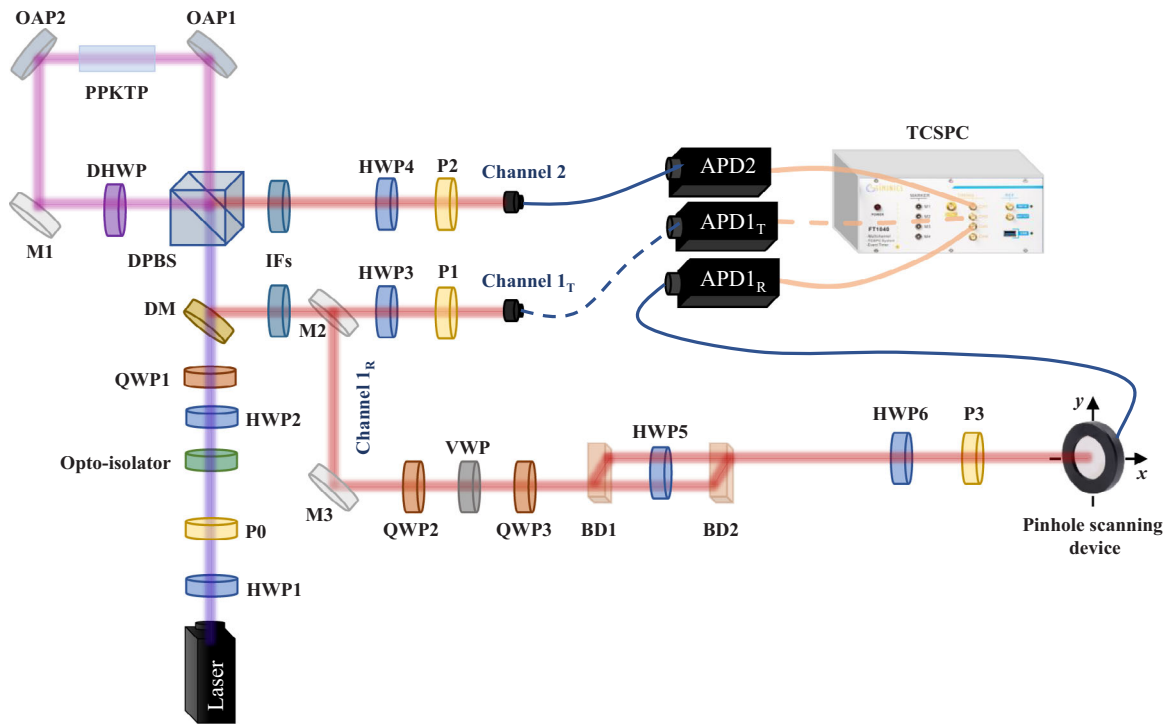 OAP2
OAP1
PPKTP
TCSPC
DHWP
HWP4
P2
Channel 2
APD2
APD1T
APD1R
POWER
FT1040
M1
DPBS
IFs
HWP3
P1
Channel 1T
DM
M2
QWP1
Channel 1R
HWP2
HWP6
P3
y
Opto-isolator
VWP
HWP5
x
M3
QWP2
QWP3
BD1
BD2
Pinhole scanning
device
P0
HWP1
Laser